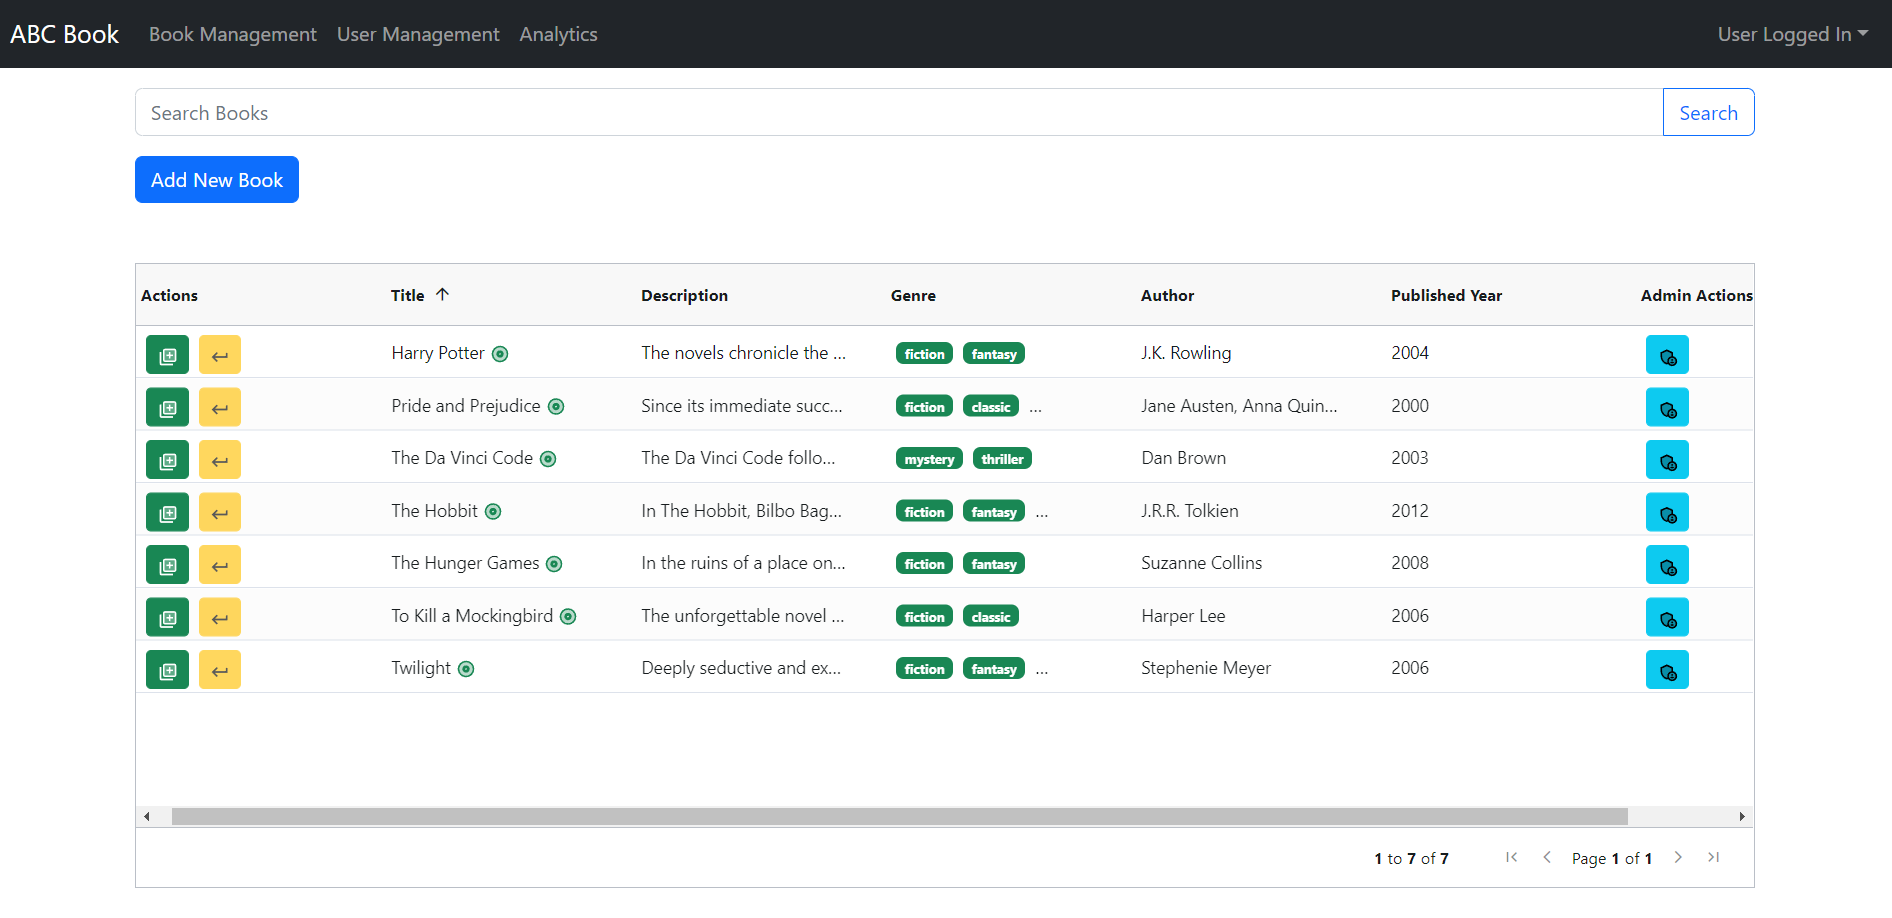 ABC Book Book Management User Management Analytics User Logged In
Search Books Search
Add New Book
Actions Title Description Genre Author Published Year Admin Actions
Harry Potter The novels chronicle the ... fiction fantasy J.K. Rowling 2004
Pride and Prejudice Since its immediate succ... fiction classic ... Jane Austen, Anna Quin... 2000
The Da Vinci Code The Da Vinci Code follo... mystery thriller Dan Brown 2003
The Hobbit In The Hobbit, Bilbo Bag... fiction fantasy ... J.R.R. Tolkien 2012
The Hunger Games In the ruins of a place on... fiction fantasy Suzanne Collins 2008
To Kill a Mockingbird The unforgettable novel ... fiction classic Harper Lee 2006
Twilight Deeply seductive and ex... fiction fantasy ... Stephenie Meyer 2006
1 to 7 of 7 Page 1 of 1